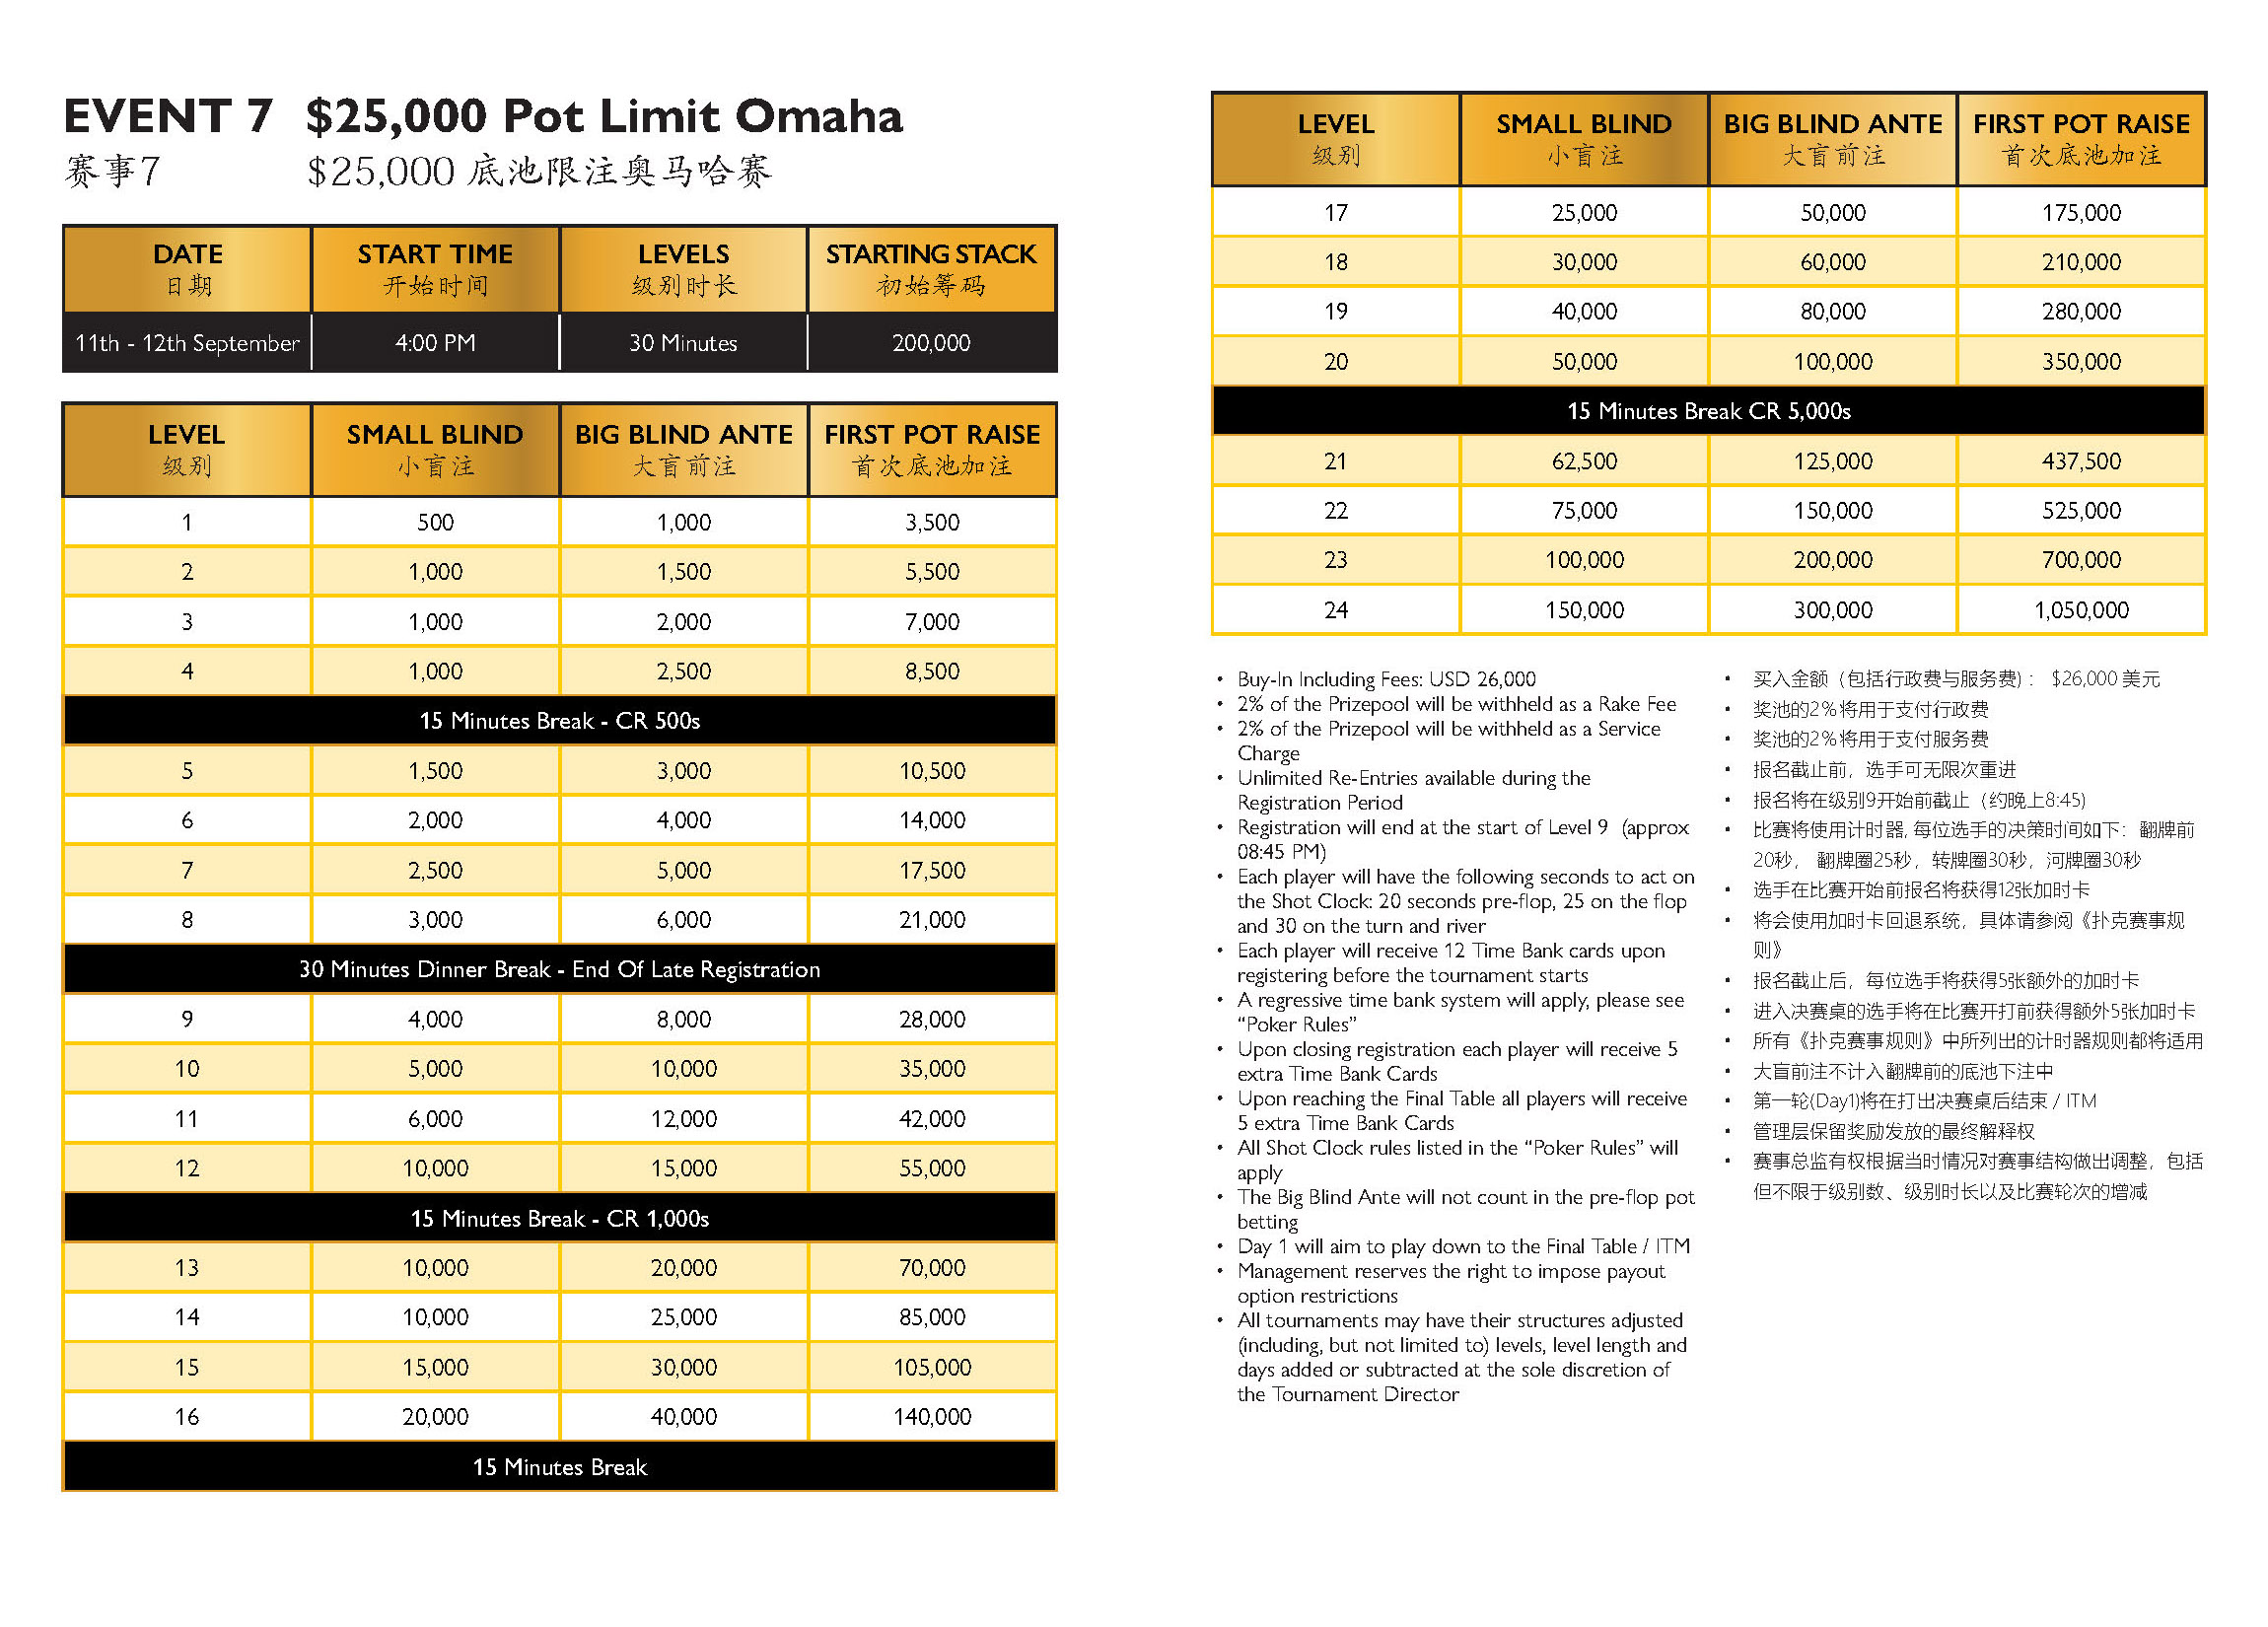 EVENT 7 $25,000 Pot Limit Omaha
赛事7 $25,000 底池限注奥马哈赛
DATE START TIME LEVELS STARTING STACK
日期 开始时间 级别时长 初始筹码
11th - 12th September 4:00 PM 30 Minutes 200,000
LEVEL SMALL BLIND BIG BLIND ANTE FIRST POT RAISE
级别 小盲注 大盲前注 首次底池加注
1 500 1,000 3,500
2 1,000 1,500 5,500
3 1,000 2,000 7,000
4 1,000 2,500 8,500
15 Minutes Break - CR 500s
5 1,500 3,000 10,500
6 2,000 4,000 14,000
7 2,500 5,000 17,500
8 3,000 6,000 21,000
30 Minutes Dinner Break - End Of Late Registration
9 4,000 8,000 28,000
10 5,000 10,000 35,000
11 6,000 12,000 42,000
12 10,000 15,000 55,000
15 Minutes Break - CR 1,000s
13 10,000 20,000 70,000
14 10,000 25,000 85,000
15 15,000 30,000 105,000
16 20,000 40,000 140,000
15 Minutes Break
LEVEL SMALL BLIND BIG BLIND ANTE FIRST POT RAISE
级别 小盲注 大盲前注 首次底池加注
17 25,000 50,000 175,000
18 30,000 60,000 210,000
19 40,000 80,000 280,000
20 50,000 100,000 350,000
15 Minutes Break CR 5,000s
21 62,500 125,000 437,500
22 75,000 150,000 525,000
23 100,000 200,000 700,000
24 150,000 300,000 1,050,000
• Buy-In Including Fees: USD 26,000
• 2% of the Prizepool will be withheld as a Rake Fee
• 2% of the Prizepool will be withheld as a Service
Charge
• Unlimited Re-Entries available during the
Registration Period
• Registration will end at the start of Level 9 (approx
08:45 PM)
• Each player will have the following seconds to act on
the Shot Clock: 20 seconds pre-flop, 25 on the flop
and 30 on the turn and river
• Each player will receive 12 Time Bank cards upon
registering before the tournament starts
• A regressive time bank system will apply, please see
“Poker Rules”
• Upon closing registration each player will receive 5
extra Time Bank Cards
• Upon reaching the Final Table all players will receive
5 extra Time Bank Cards
• All Shot Clock rules listed in the “Poker Rules” will
apply
• The Big Blind Ante will not count in the pre-flop pot
betting
• Day 1 will aim to play down to the Final Table / ITM
• Management reserves the right to impose payout
option restrictions
• All tournaments may have their structures adjusted
(including, but not limited to) levels, level length and
days added or subtracted at the sole discretion of
the Tournament Director
• 买入金额（包括行政费与服务费）： $26,000 美元
• 奖池的2%将用于支付行政费
• 奖池的2%将用于支付服务费
• 报名截止前，选手可无限次重进
• 报名将在级别9开始前截止（约晚上8:45)
• 比赛将使用计时器, 每位选手的决策时间如下：翻牌前
20秒， 翻牌圈25秒，转牌圈30秒，河牌圈30秒
• 选手在比赛开始前报名将获得12张加时卡
• 将会使用加时卡回退系统，具体请参阅《扑克赛事规
则》
• 报名截止后，每位选手将获得5张额外的加时卡
• 进入决赛桌的选手将在比赛开打前获得额外5张加时卡
• 所有《扑克赛事规则》中所列出的计时器规则都将适用
• 大盲前注不计入翻牌前的底池下注中
• 第一轮(Day1)将在打出决赛桌后结束 / ITM
• 管理层保留奖励发放的最终解释权
• 赛事总监有权根据当时情况对赛事结构做出调整，包括
但不限于级别数、级别时长以及比赛轮次的增减